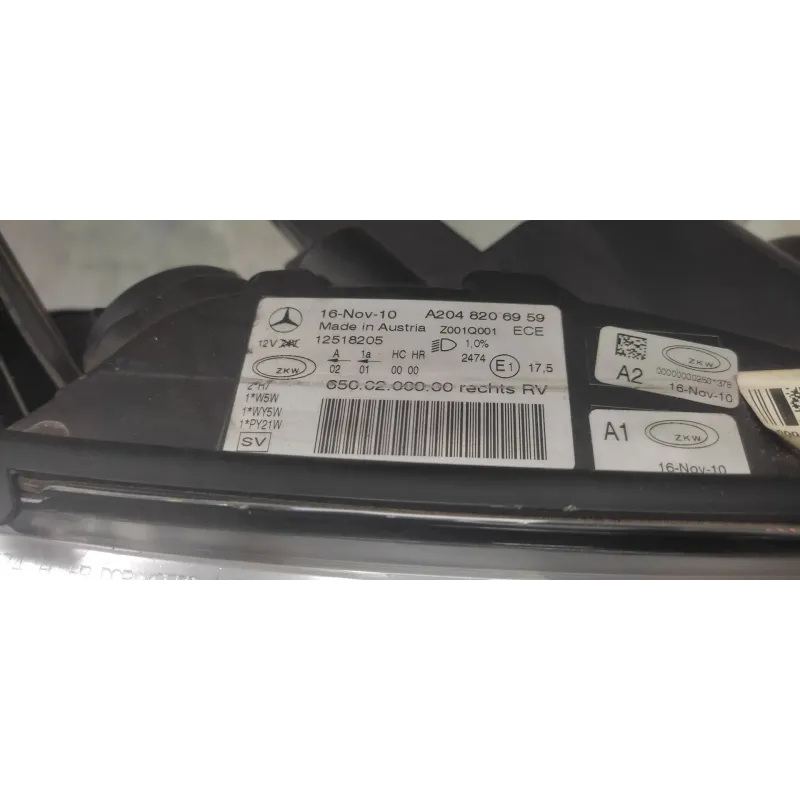 16-Nov-10 A204 820 69 59
Made in Austria Z001Q001 ECE
12518205 1,0%
12V
A 1a HC HR 2474 E1 17,5
02 01 00 00
ZKW
650.02.000.00 rechts RV
2*H7
1*W5W
1*WY5W
1*PY21W
SV
ZKW
A2
16-Nov-10
A1 ZKW
16-Nov-10